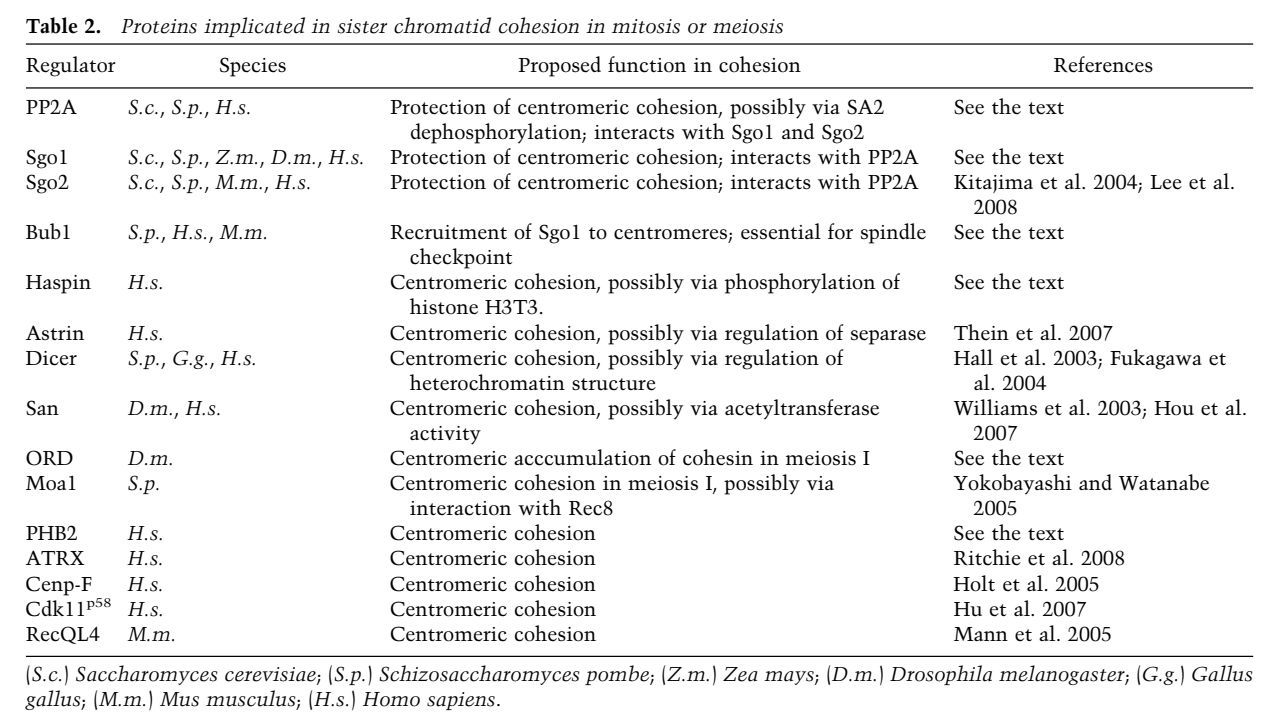 Table 2. Proteins implicated in sister chromatid cohesion in mitosis or meiosis
Regulator Species Proposed function in cohesion References
PP2A S.c., S.p., H.s. Protection of centromeric cohesion, possibly via SA2 See the text
dephosphorylation; interacts with Sgo1 and Sgo2
Sgo1 S.c., S.p., Z.m., D.m., H.s. Protection of centromeric cohesion; interacts with PP2A See the text
Sgo2 S.c., S.p., M.m., H.s. Protection of centromeric cohesion; interacts with PP2A Kitajima et al. 2004; Lee et al.
2008
Bub1 S.p., H.s., M.m. Recruitment of Sgo1 to centromeres; essential for spindle See the text
checkpoint
Haspin H.s. Centromeric cohesion, possibly via phosphorylation of See the text
histone H3T3.
Astrin H.s. Centromeric cohesion, possibly via regulation of separase Thein et al. 2007
Dicer S.p., G.g., H.s. Centromeric cohesion, possibly via regulation of Hall et al. 2003; Fukagawa et
heterochromatin structure al. 2004
San D.m., H.s. Centromeric cohesion, possibly via acetyltransferase Williams et al. 2003; Hou et al.
activity 2007
ORD D.m. Centromeric acccumulation of cohesin in meiosis I See the text
Moa1 S.p. Centromeric cohesion in meiosis I, possibly via Yokobayashi and Watanabe
interaction with Rec8 2005
PHB2 H.s. Centromeric cohesion See the text
ATRX H.s. Centromeric cohesion Ritchie et al. 2008
Cenp-F H.s. Centromeric cohesion Holt et al. 2005
Cdk11p58 H.s. Centromeric cohesion Hu et al. 2007
RecQL4 M.m. Centromeric cohesion Mann et al. 2005
(S.c.) Saccharomyces cerevisiae; (S.p.) Schizosaccharomyces pombe; (Z.m.) Zea mays; (D.m.) Drosophila melanogaster; (G.g.) Gallus
gallus; (M.m.) Mus musculus; (H.s.) Homo sapiens.